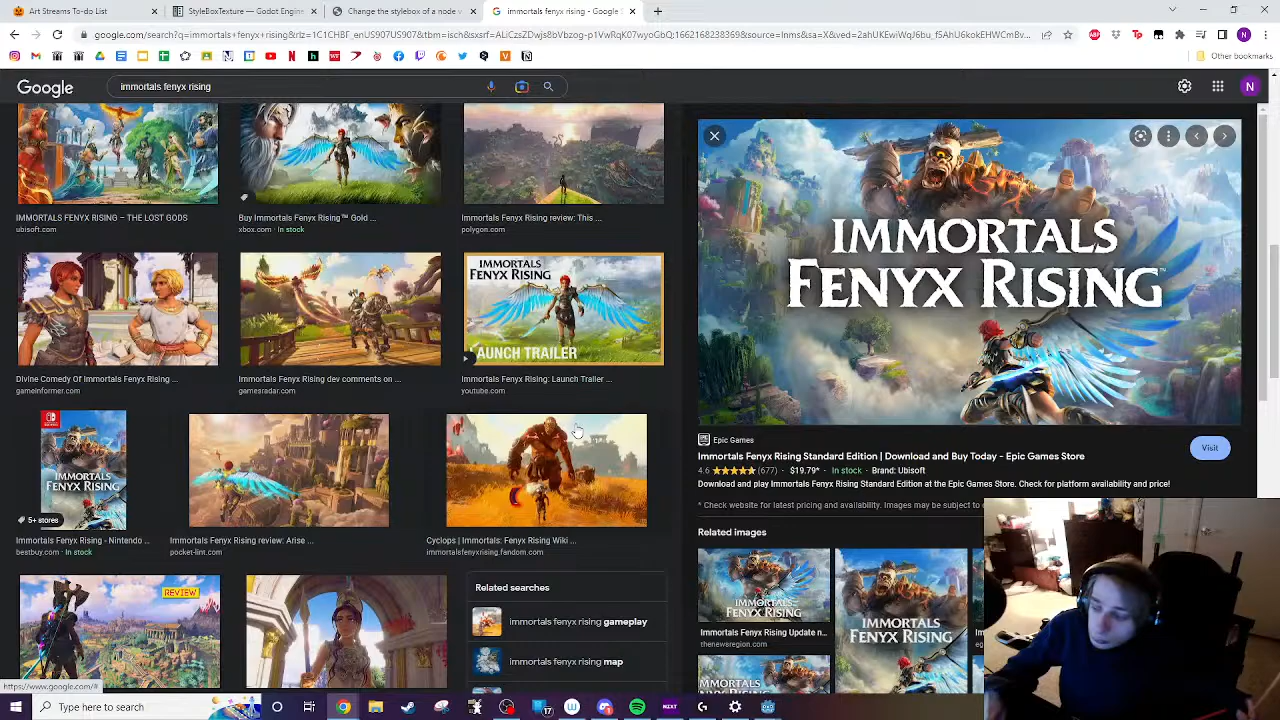 Art Streams To-do List
StyleBoxTexture — Godot Engine
Change the stylebox of a node v
immortals fenyx rising - Google S
google.com/search?q=immortals+fenyx+rising&rlz=1C1CHBF_enUS907US907&tbm=isch&source=lnms&sa=X
Other bookmarks
Google
immortals fenyx rising
N
IMMORTALS FENYX RISING – THE LOST GODS
ubisoft.com
Buy Immortals Fenyx Rising™ Gold ...
xbox.com · In stock
Immortals Fenyx Rising review: This ...
polygon.com
IMMORTALS
FENYX RISING
LAUNCH TRAILER
Divine Comedy Of Immortals Fenyx Rising ...
gameinformer.com
Immortals Fenyx Rising dev comments on ...
gamesradar.com
Immortals Fenyx Rising: Launch Trailer ...
youtube.com
IMMORTALS
FENYX RISING
5+ stores
Immortals Fenyx Rising - Nintendo ...
bestbuy.com · In stock
Immortals Fenyx Rising review: Arise ...
pocket-lint.com
Cyclops | Immortals: Fenyx Rising Wiki ...
immortalsfenyxrising.fandom.com
REVIEW
Related searches
immortals fenyx rising gameplay
immortals fenyx rising map
IMMORTALS
FENYX RISING™
Epic Games
Visit
Immortals Fenyx Rising Standard Edition | Download and Buy Today - Epic Games Store
4.6 ★★★★★ (677) · $19.79* · In stock · Brand: Ubisoft
Download and play Immortals Fenyx Rising Standard Edition at the Epic Games Store. Check for platform availability and price!
* Check website for latest pricing and availability. Images may be subject to
Related images
IMMORTALS
FENYX RISING
Immortals Fenyx Rising Update n...
thenewsregion.com
IMMORTALS
FENYX RISING
IMMORTALS
https://www.google.com/#
Type here to search